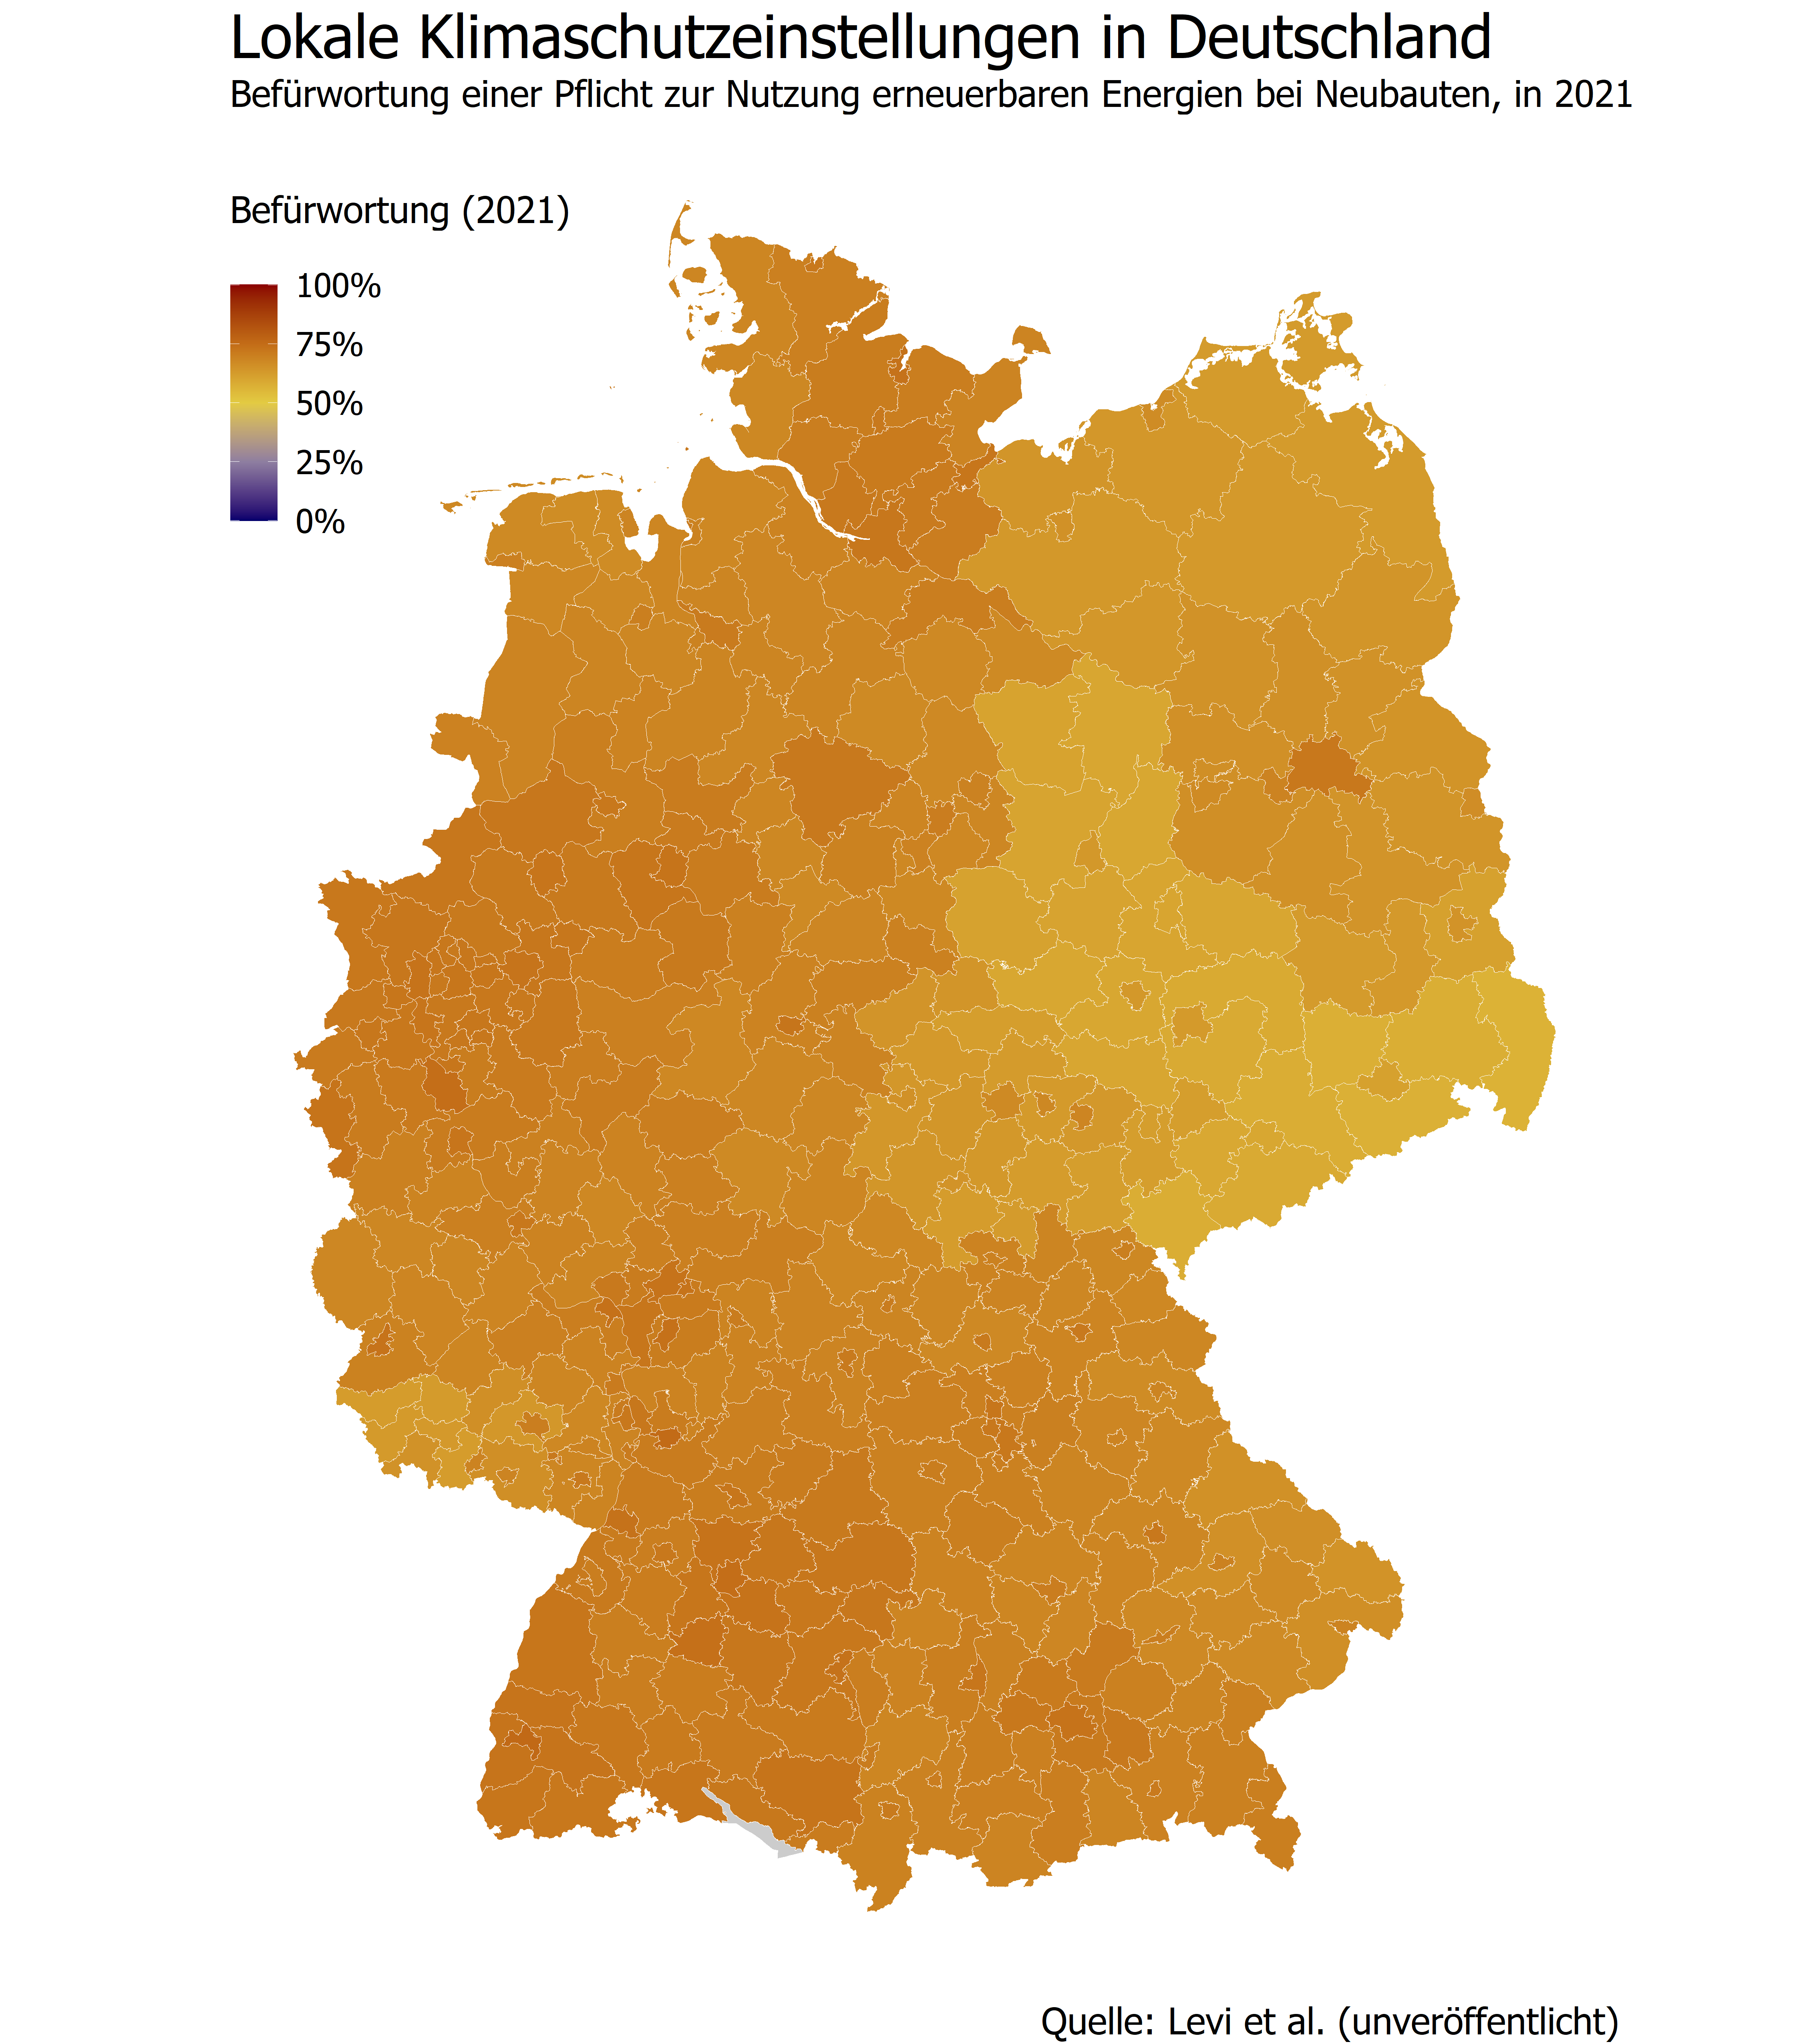 Lokale Klimaschutzeinstellungen in Deutschland
Befürwortung einer Pflicht zur Nutzung erneuerbaren Energien bei Neubauten, in 2021
Befürwortung (2021)
100%
75%
50%
25%
0%
Quelle: Levi et al. (unveröffentlicht)